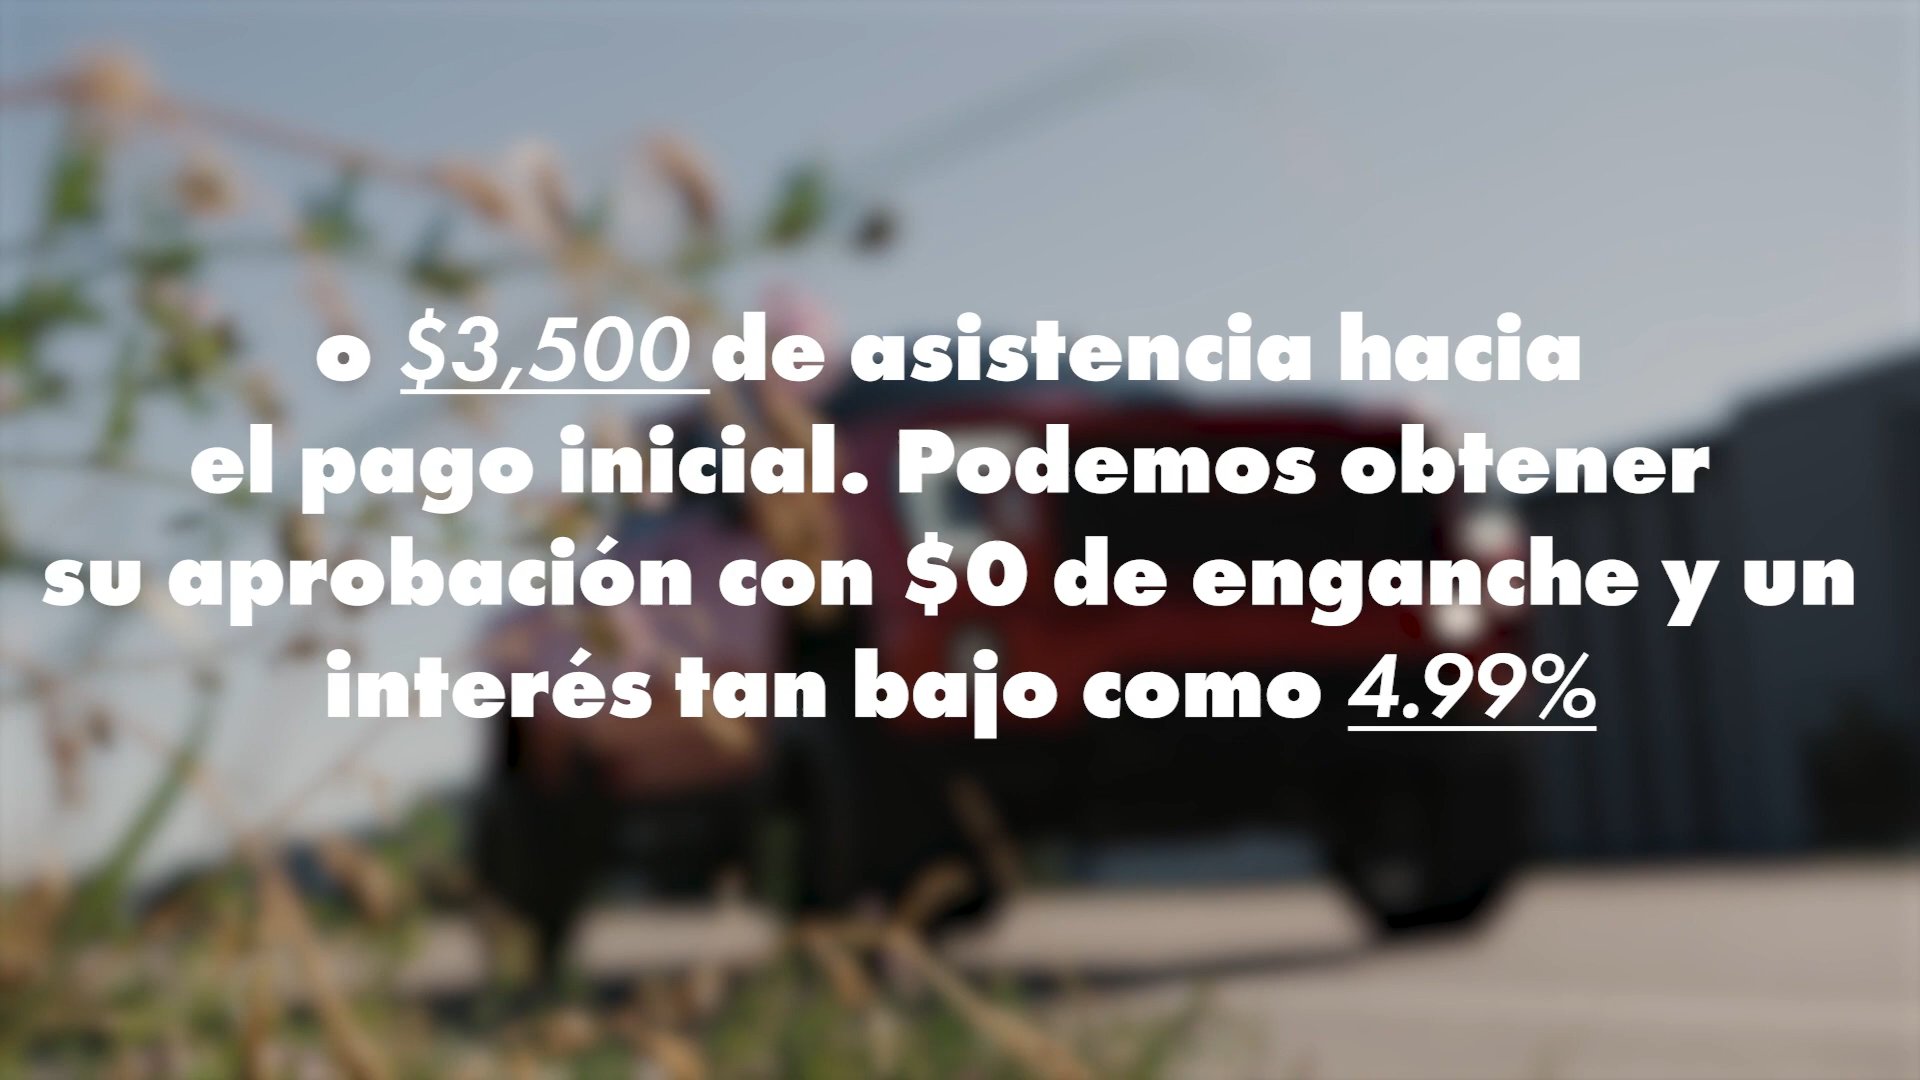 o $3,500 de asistencia hacia
el pago inicial. Podemos obtener
su aprobación con $0 de enganche y un
interés tan bajo como 4.99%